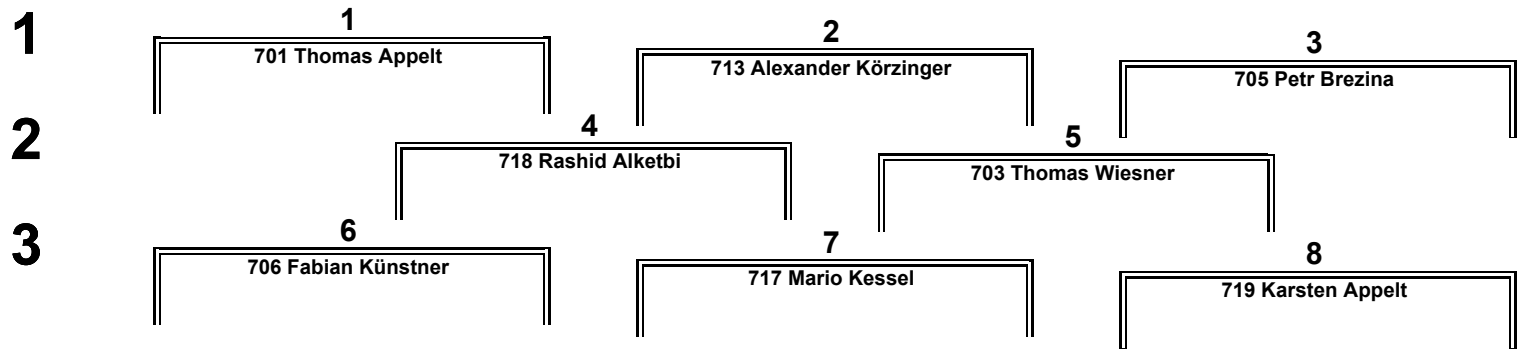 1
1
2
3
701 Thomas Appelt
713 Alexander Körzinger
705 Petr Brezina
2
4
5
718 Rashid Alketbi
703 Thomas Wiesner
3
6
7
8
706 Fabian Künstner
717 Mario Kessel
719 Karsten Appelt